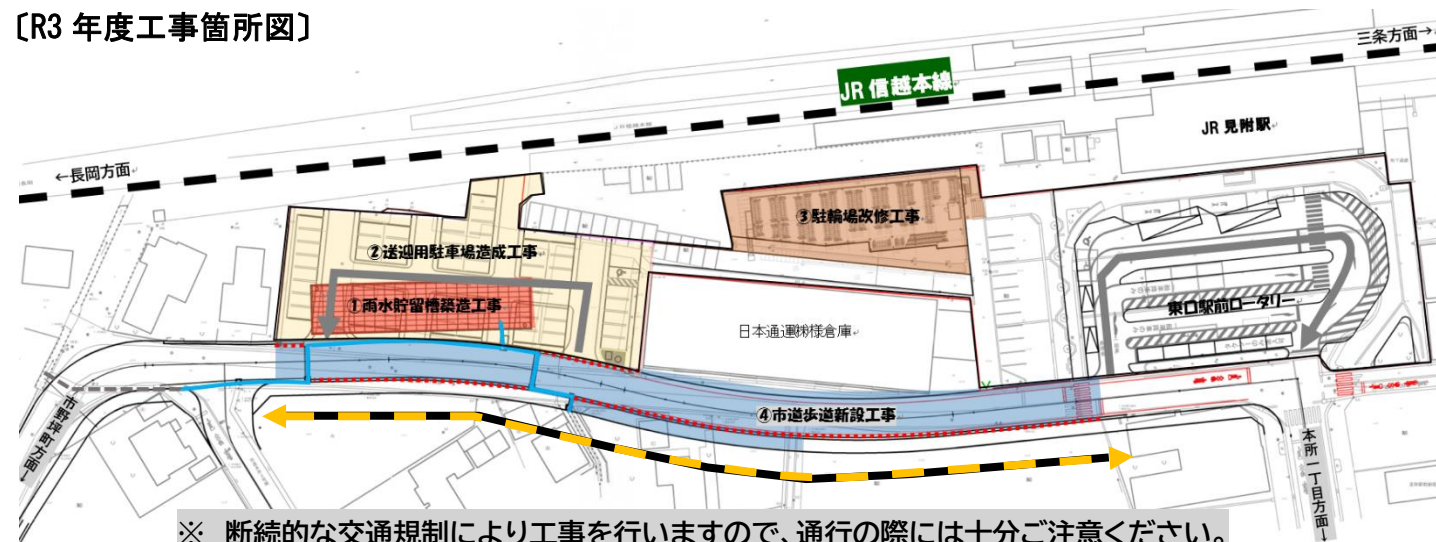 〔R3 年度工事箇所図〕
三条方面→
JR 信越本線
JR 見附駅
←長岡方面
③駐輪場改修工事
②送迎用駐車場造成工事
①雨水貯留槽築造工事
東口駅前ロータリー
日本通運㈱様倉庫
④市道歩道新設工事
市野坪町方面
本所一丁目方面→
※ 断続的な交通規制により工事を行いますので、通行の際には十分ご注意ください。